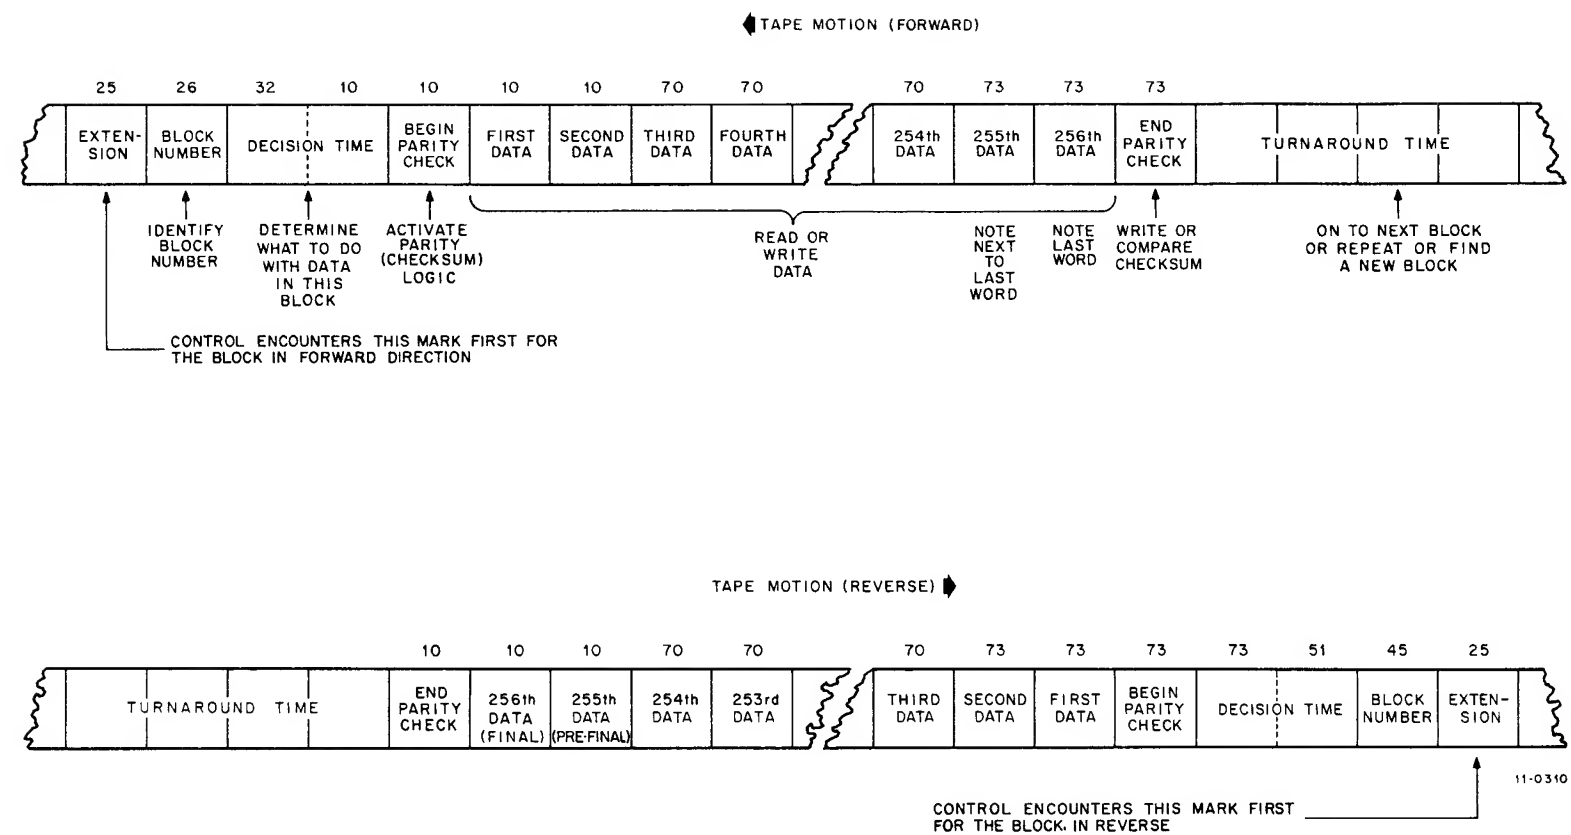 TAPE MOTION (FORWARD)
25 26 32 10 10 10 10 70 70 70 73 73 73
EXTEN-
SION
BLOCK
NUMBER
DECISION TIME
BEGIN
PARITY
CHECK
FIRST
DATA
SECOND
DATA
THIRD
DATA
FOURTH
DATA
254th
DATA
255th
DATA
256th
DATA
END
PARITY
CHECK
TURNAROUND TIME
IDENTIFY
BLOCK
NUMBER
DETERMINE
WHAT TO DO
WITH DATA
IN THIS
BLOCK
ACTIVATE
PARITY
(CHECKSUM)
LOGIC
READ OR
WRITE
DATA
NOTE
NEXT
TO
LAST
WORD
NOTE
LAST
WORD
WRITE OR
COMPARE
CHECKSUM
ON TO NEXT BLOCK
OR REPEAT OR FIND
A NEW BLOCK
CONTROL ENCOUNTERS THIS MARK FIRST FOR
THE BLOCK IN FORWARD DIRECTION
TAPE MOTION (REVERSE)
10 10 10 70 70 70 73 73 73 73 51 45 25
TURNAROUND TIME
END
PARITY
CHECK
256th
DATA
(FINAL)
255th
DATA
(PRE-FINAL)
254th
DATA
253rd
DATA
THIRD
DATA
SECOND
DATA
FIRST
DATA
BEGIN
PARITY
CHECK
DECISION TIME
BLOCK
NUMBER
EXTEN-
SION
11-0310
CONTROL ENCOUNTERS THIS MARK FIRST
FOR THE BLOCK. IN REVERSE